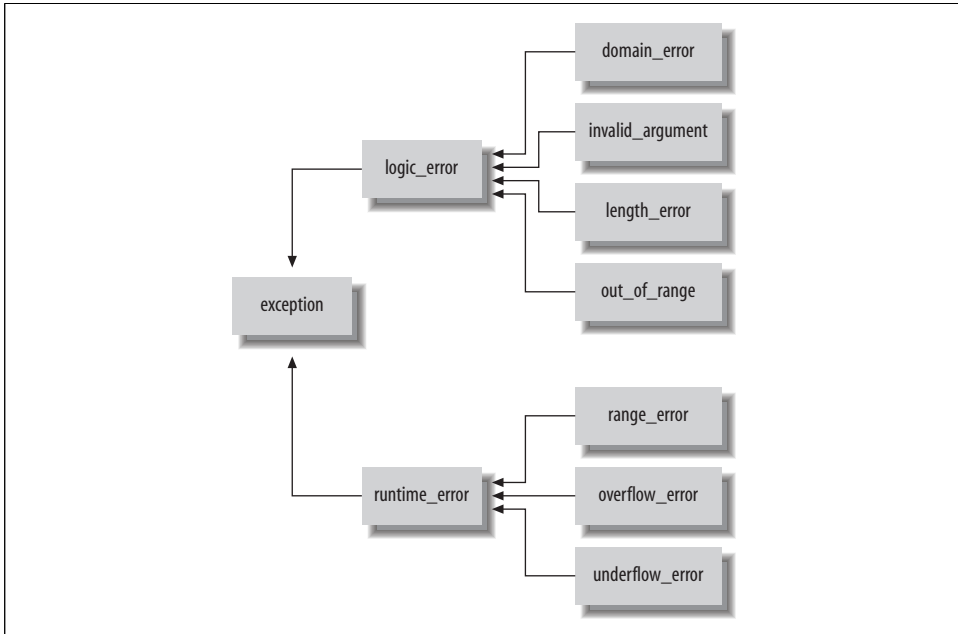 domain_error
invalid_argument
logic_error
length_error
out_of_range
exception
range_error
runtime_error
overflow_error
underflow_error